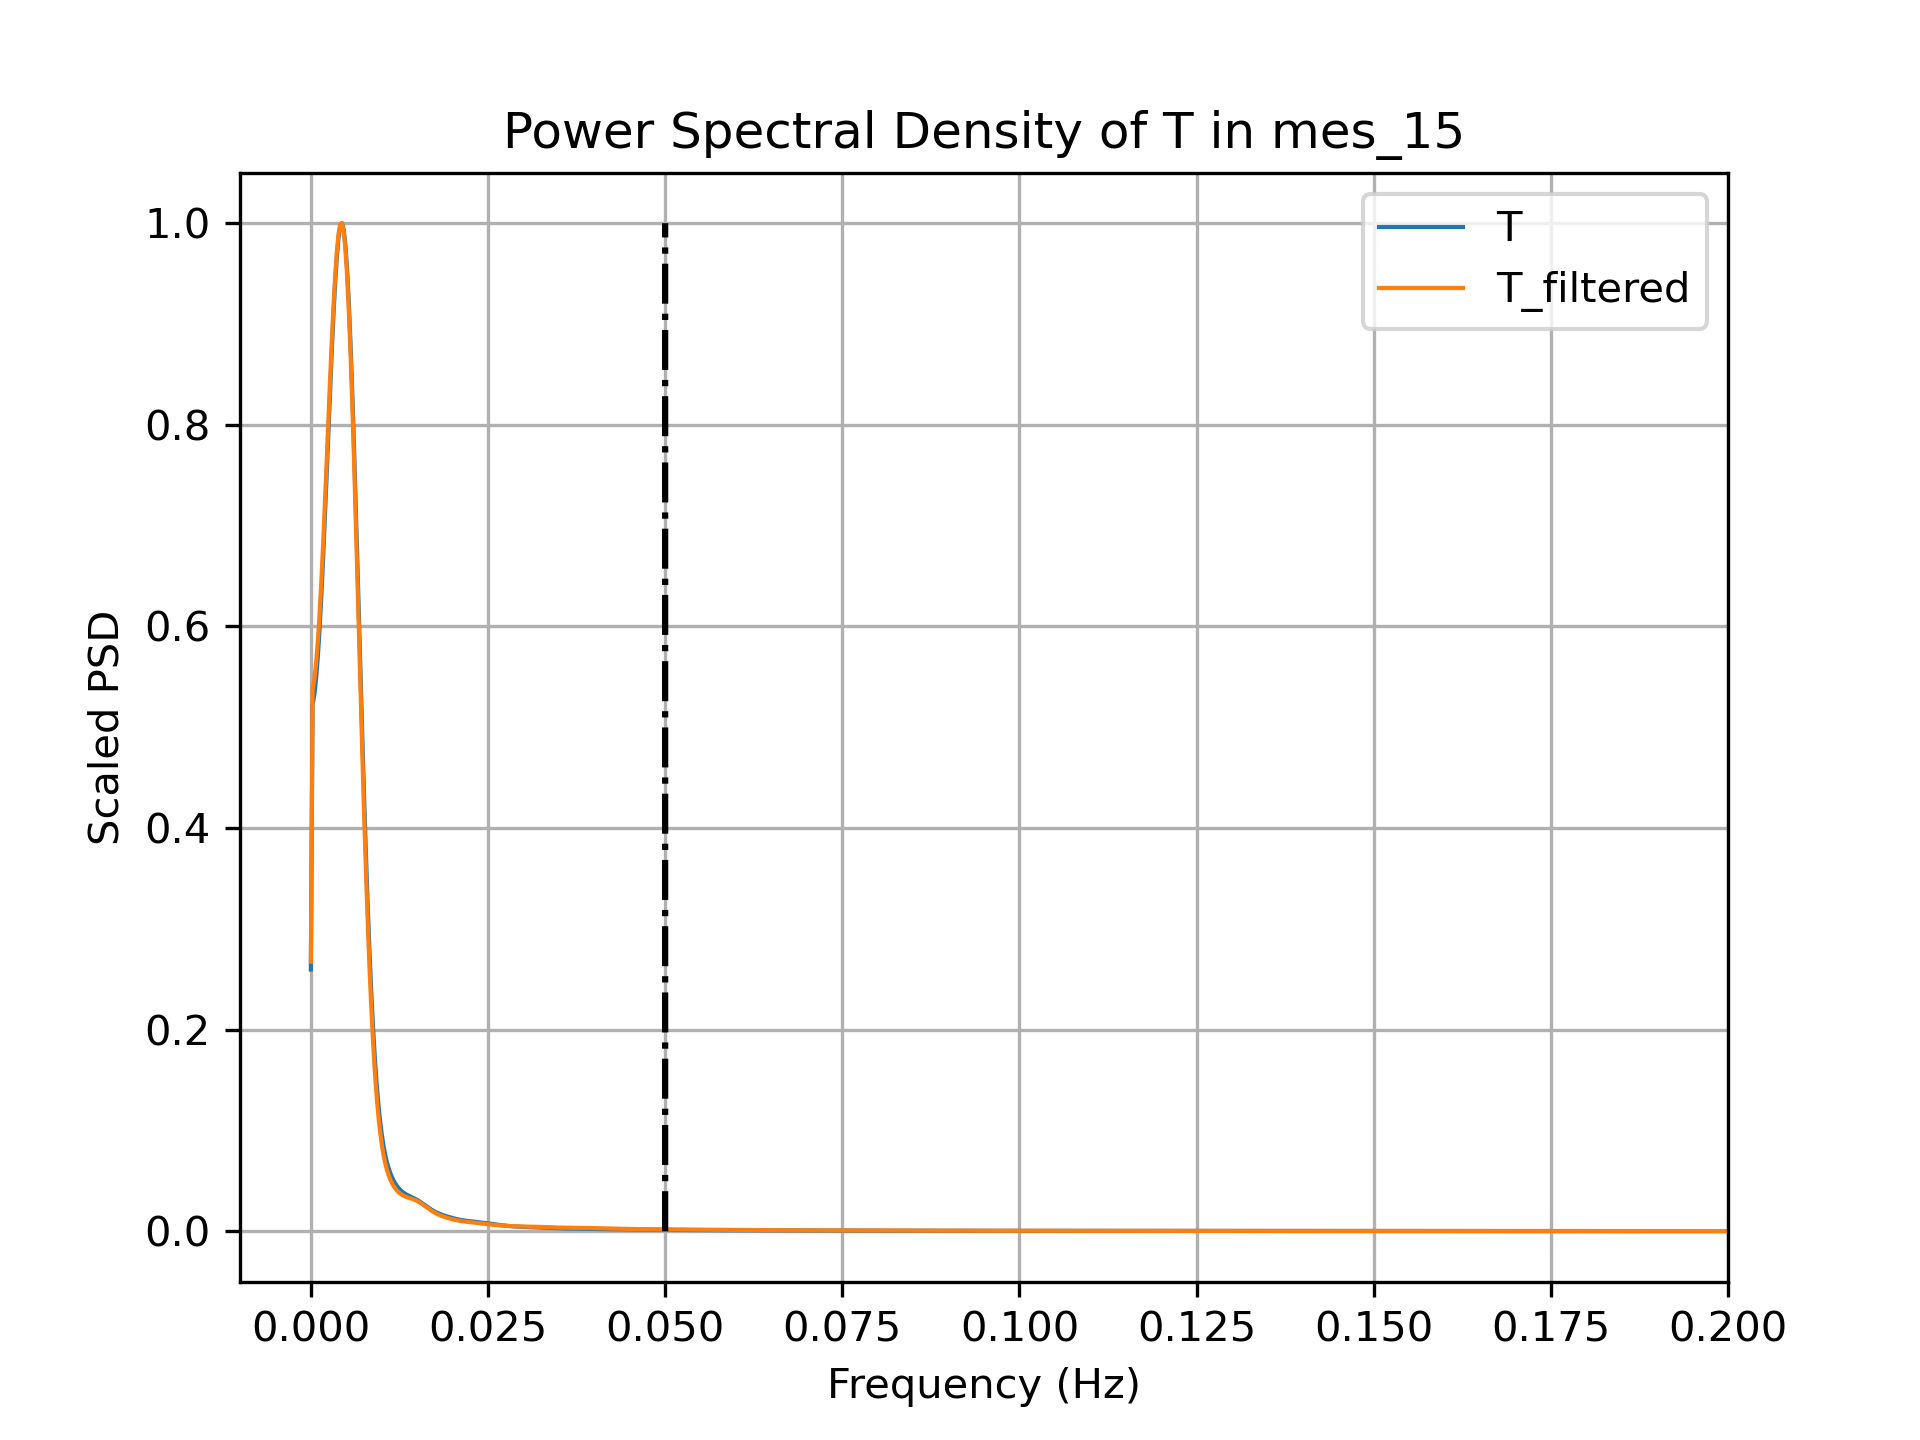 Power Spectral Density of T in mes_15
T
T_filtered
Scaled PSD
1.0
0.8
0.6
0.4
0.2
0.0
0.000 0.025 0.050 0.075 0.100 0.125 0.150 0.175 0.200
Frequency (Hz)